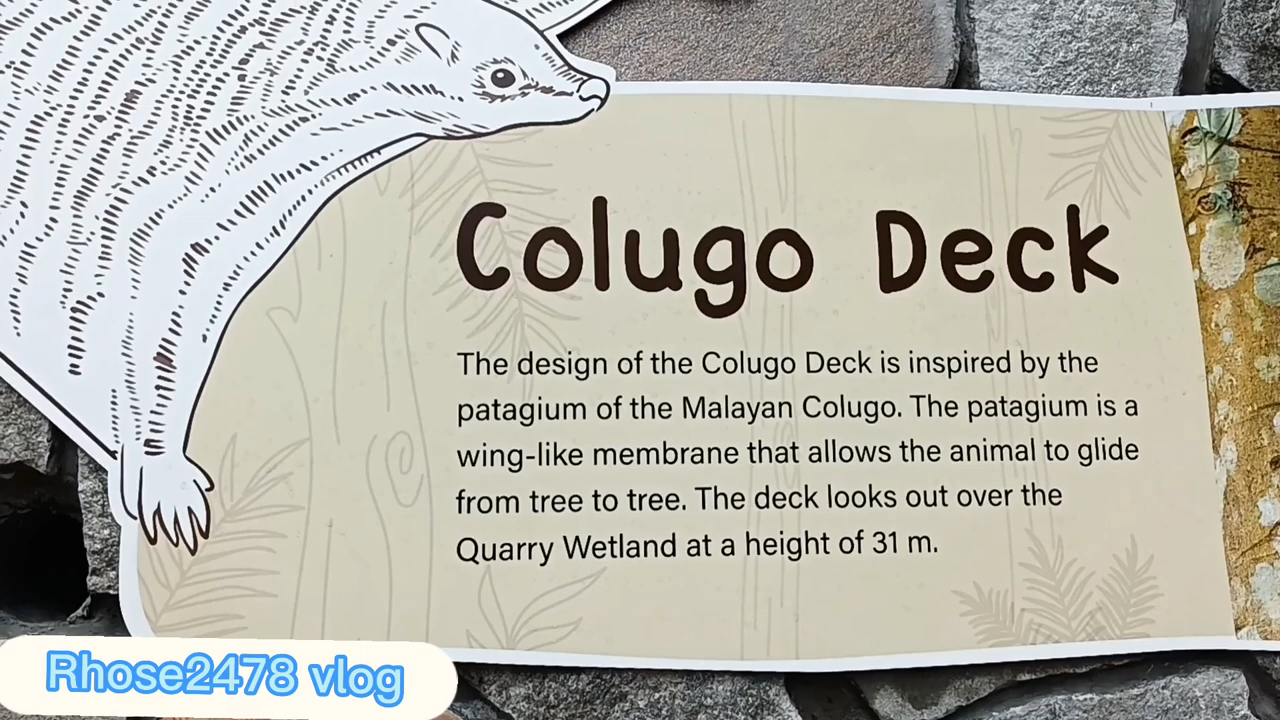 Colugo Deck
The design of the Colugo Deck is inspired by the
patagium of the Malayan Colugo. The patagium is a
wing-like membrane that allows the animal to glide
from tree to tree. The deck looks out over the
Quarry Wetland at a height of 31 m.
Rhose2478 vlog